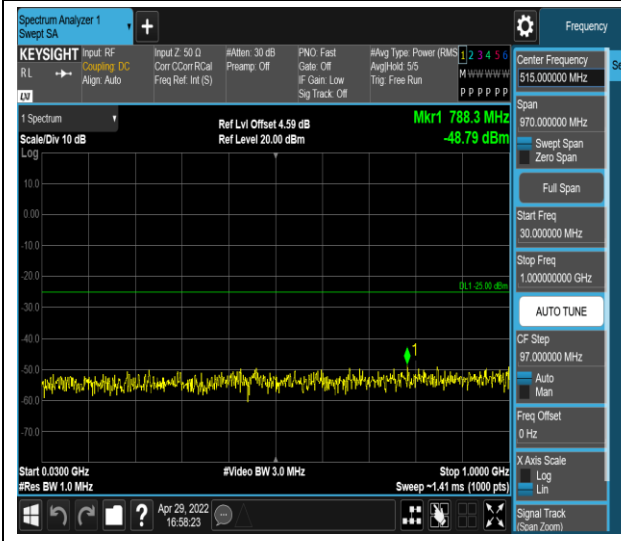 Spectrum Analyzer 1
Swept SA
Frequency
KEYSIGHT
RL
Input: RF
Coupling: DC
Align: Auto
Input Z: 50 Ω
Corr CCorr RCal
Freq Ref: Int (S)
#Atten: 30 dB
Preamp: Off
PNO: Fast
Gate: Off
IF Gain: Low
Sig Track: Off
#Avg Type: Power (RMS
Avg|Hold: 5/5
Trig: Free Run
1 2 3 4 5 6
M W W W W W
P P P P P P
LXI
1 Spectrum
Scale/Div 10 dB
Log
Ref Lvl Offset 4.59 dB
Ref Level 20.00 dBm
Mkr1 788.3 MHz
-48.79 dBm
10.0
0.00
-10.0
-20.0
DL1 -25.00 dBm
-30.0
-40.0
1
-50.0
-60.0
-70.0
Start 0.0300 GHz
#Res BW 1.0 MHz
#Video BW 3.0 MHz
Stop 1.0000 GHz
Sweep ~1.41 ms (1000 pts)
Center Frequency
515.000000 MHz
Se
Span
970.000000 MHz
Swept Span
Zero Span
Full Span
Start Freq
30.000000 MHz
Stop Freq
1.000000000 GHz
AUTO TUNE
CF Step
97.000000 MHz
Auto
Man
Freq Offset
0 Hz
X Axis Scale
Log
Lin
Signal Track
(Span Zoom)
?
Apr 29, 2022
16:58:23